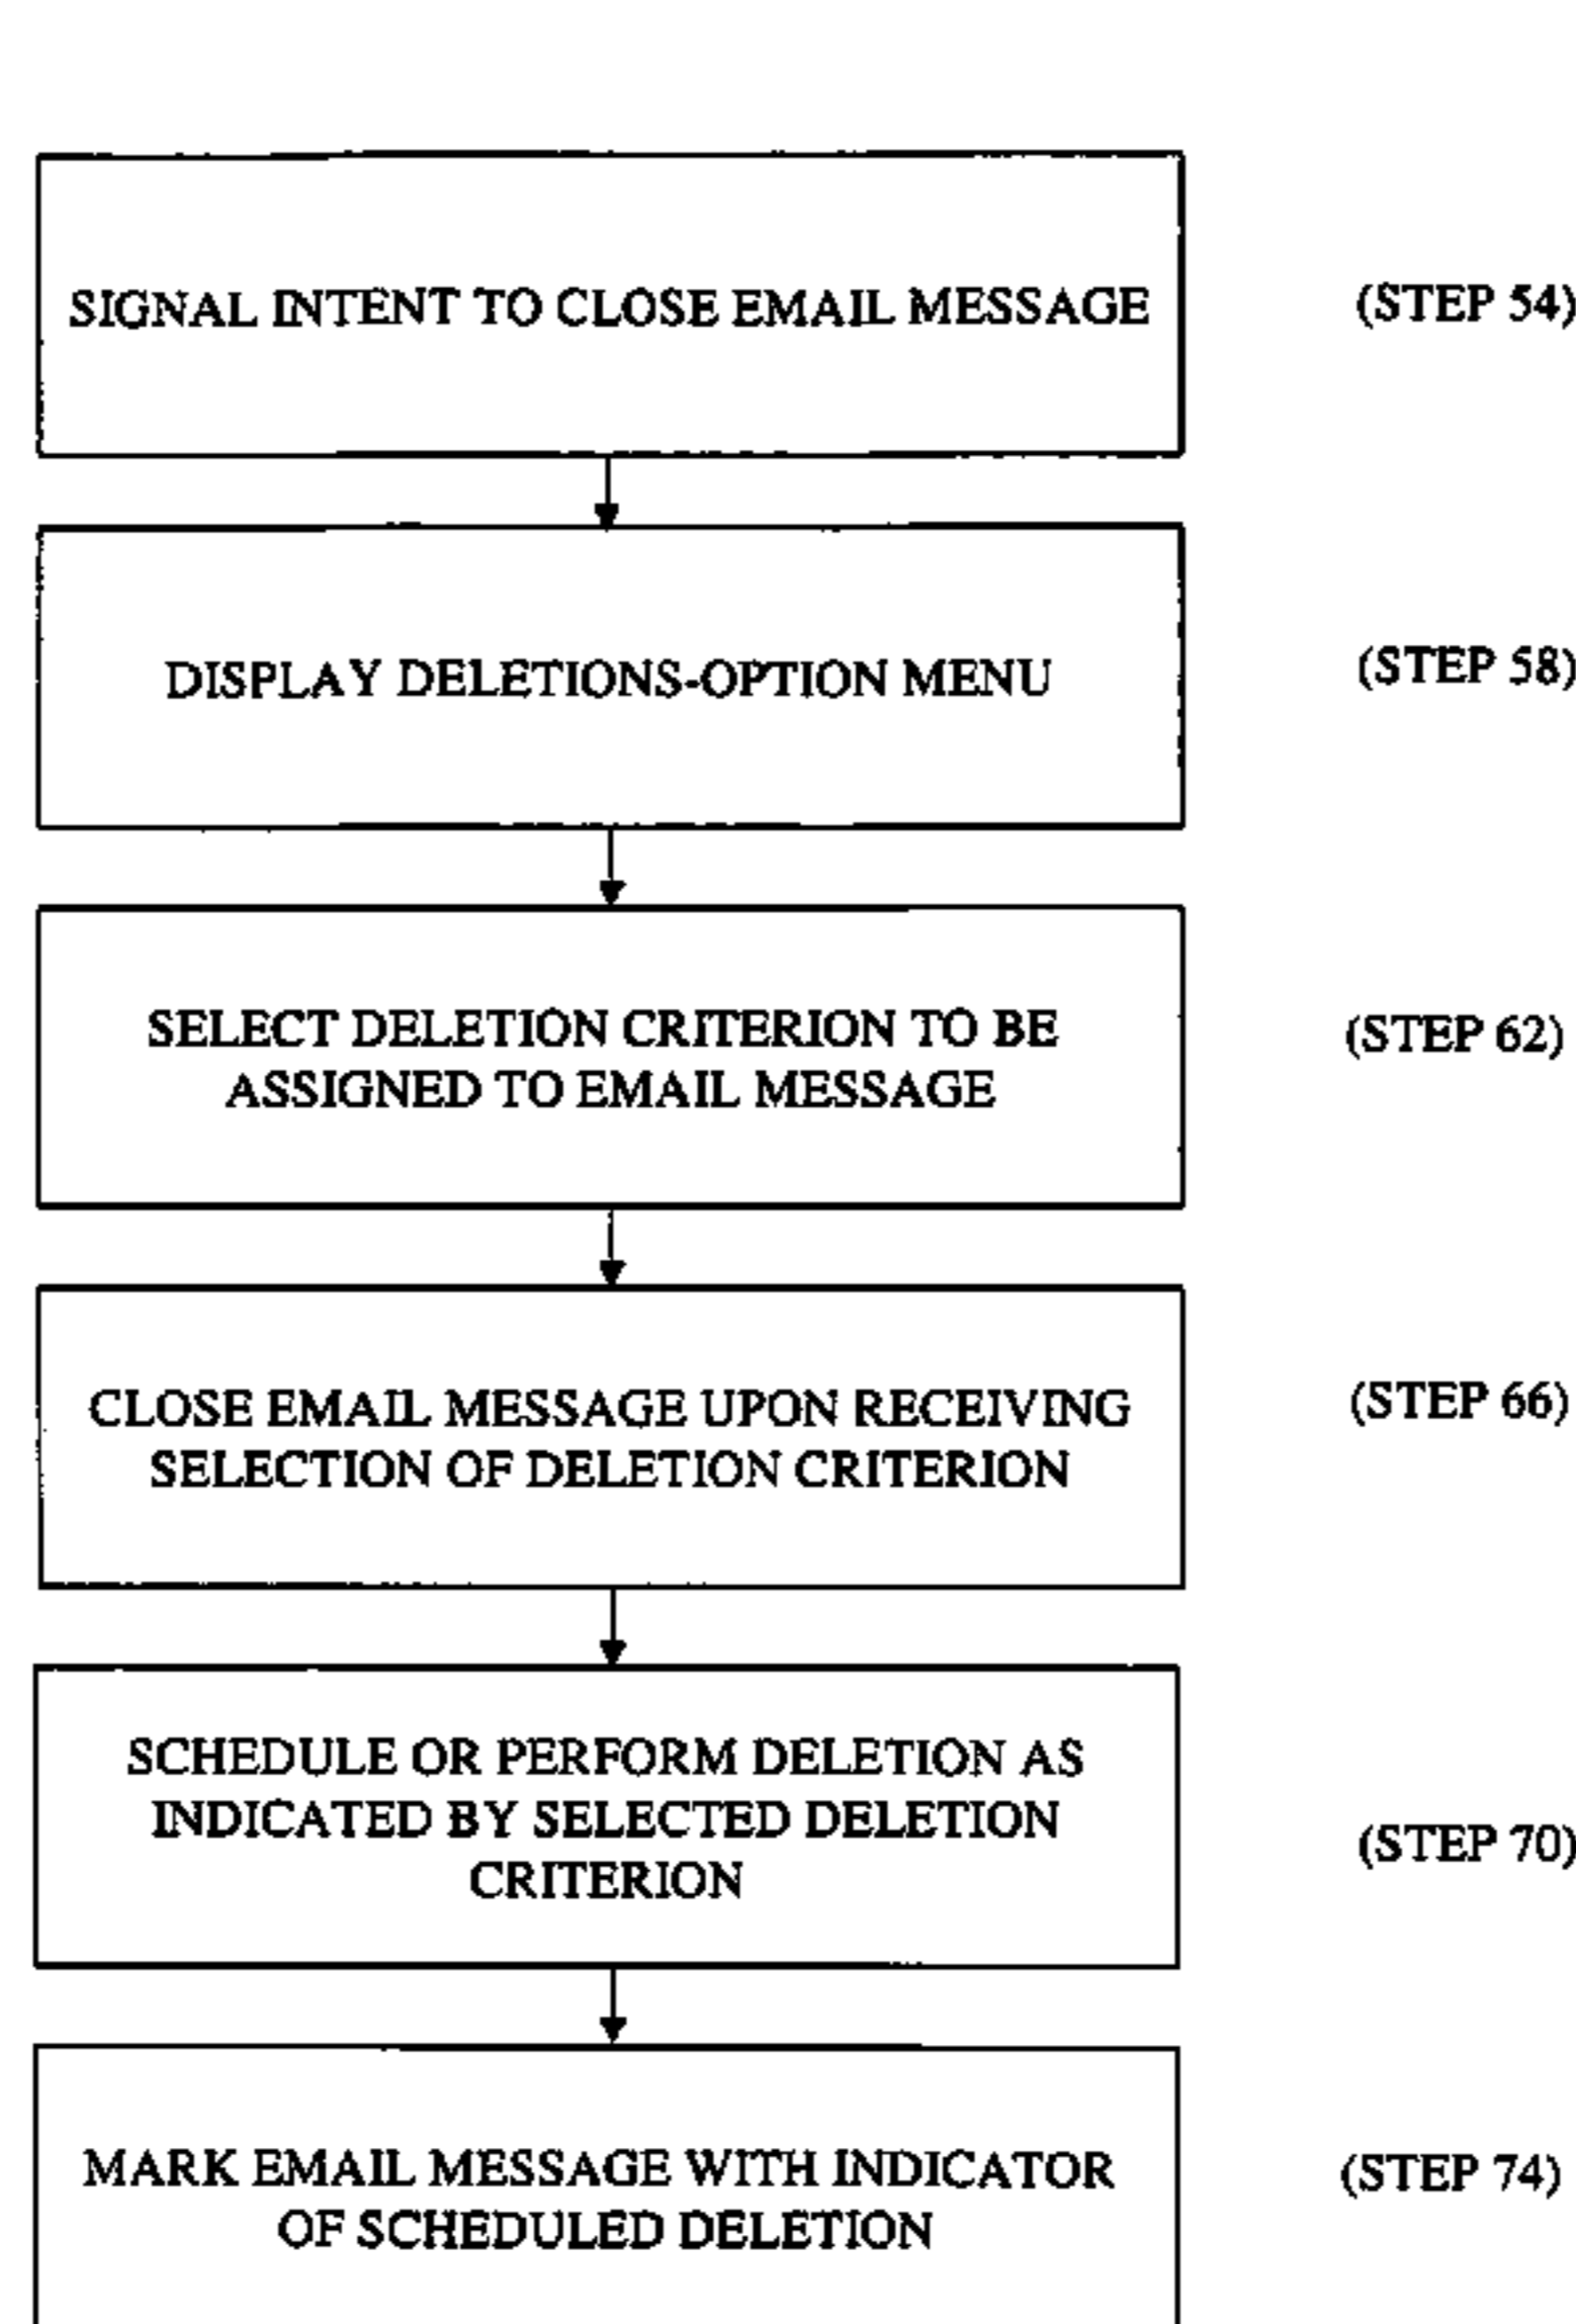 SIGNAL INTENT TO CLOSE EMAIL MESSAGE
(STEP 54)
DISPLAY DELETIONS-OPTION MENU
(STEP 58)
SELECT DELETION CRITERION TO BE
ASSIGNED TO EMAIL MESSAGE
(STEP 62)
CLOSE EMAIL MESSAGE UPON RECEIVING
SELECTION OF DELETION CRITERION
(STEP 66)
SCHEDULE OR PERFORM DELETION AS
INDICATED BY SELECTED DELETION
CRITERION
(STEP 70)
MARK EMAIL MESSAGE WITH INDICATOR
OF SCHEDULED DELETION
(STEP 74)